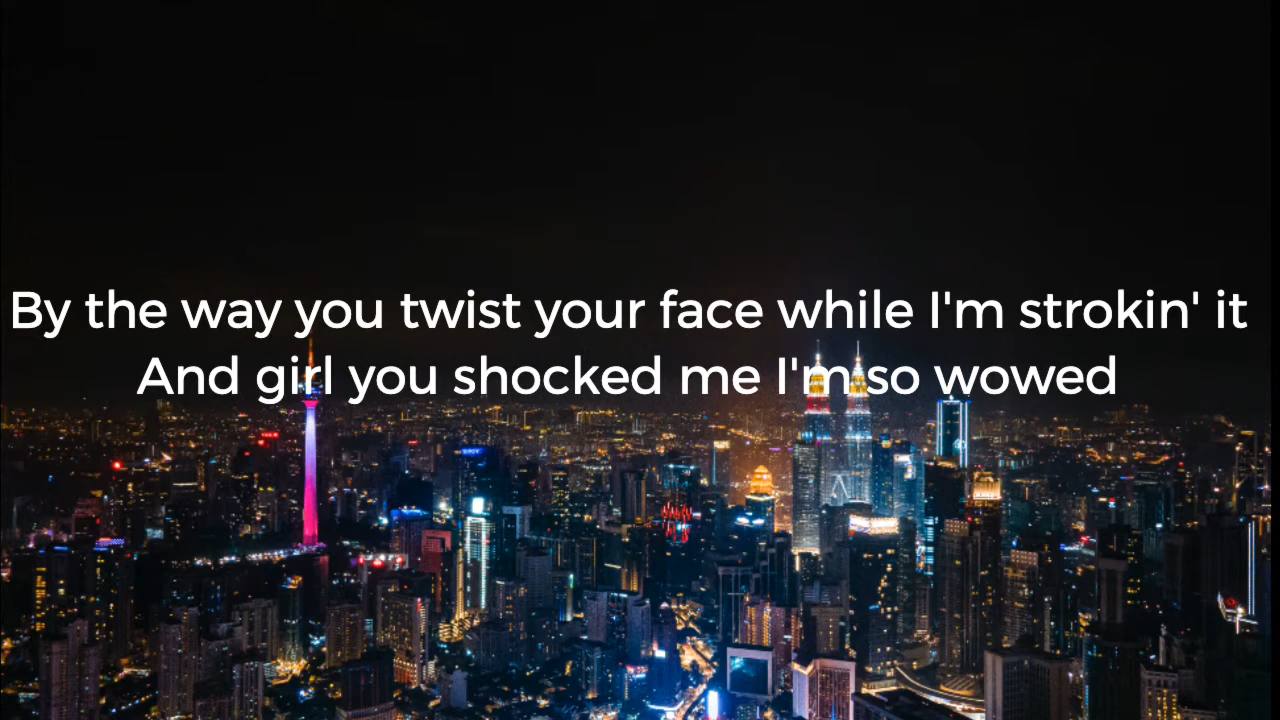 By the way you twist your face while I'm strokin' it
And girl you shocked me I'm so wowed